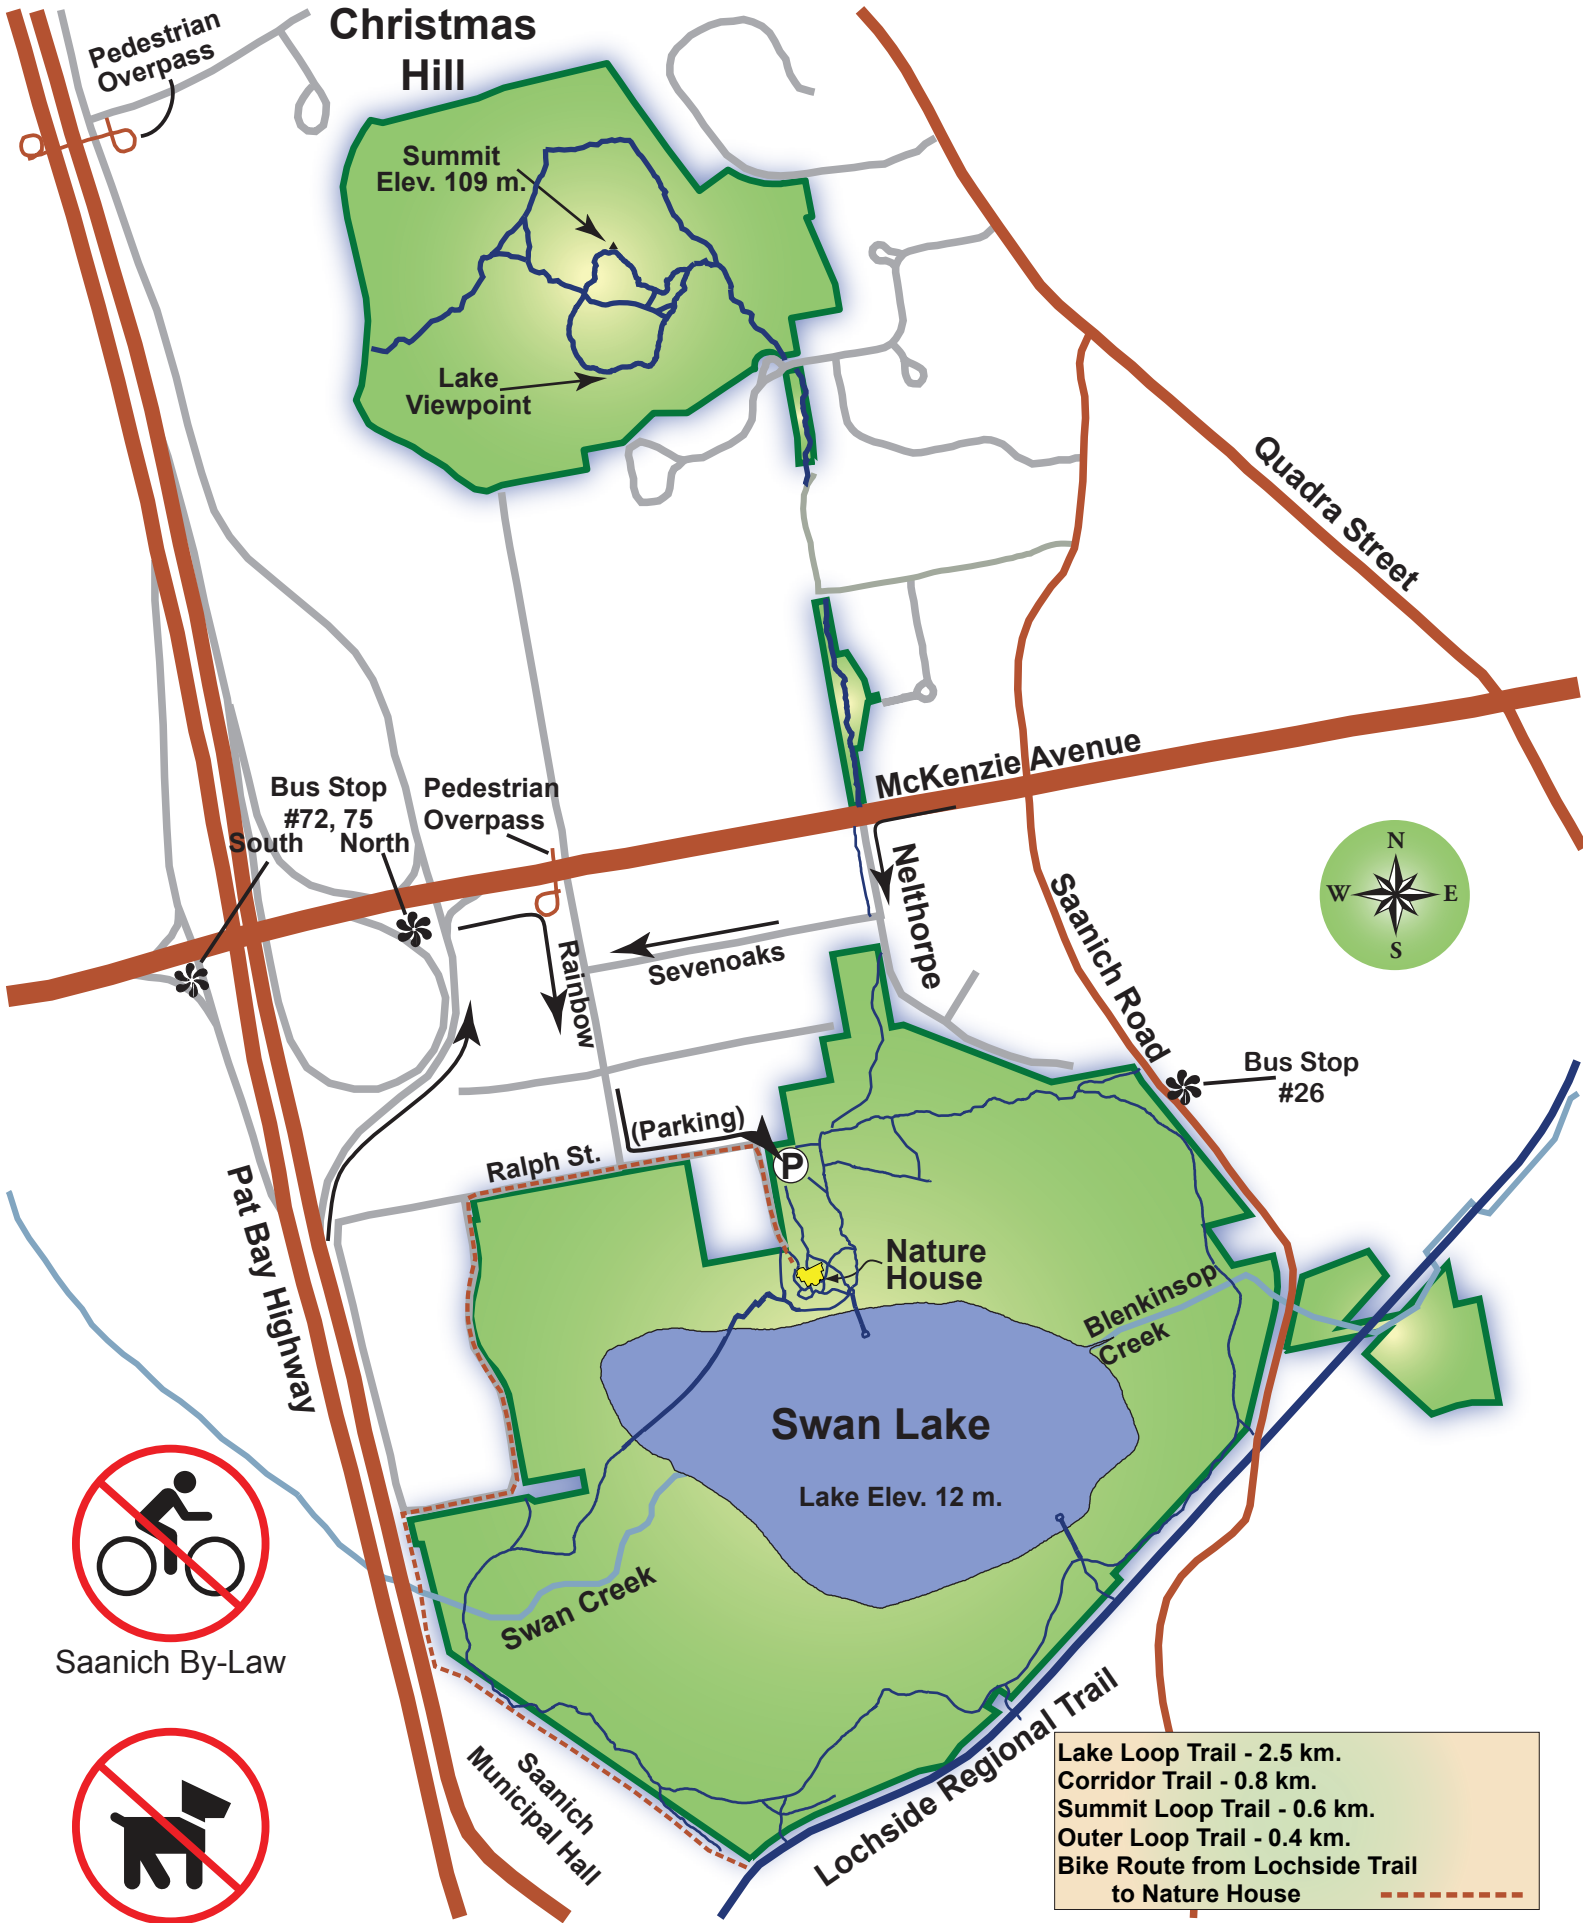 Christmas
Hill
Pedestrian
Overpass
Summit
Elev. 109 m.
Lake
Viewpoint
Quadra Street
McKenzie Avenue
Bus Stop
#72, 75
South North
Pedestrian
Overpass
Nelthorpe
Sevenoaks
Rainbow
Saanich Road
N
W E
S
Bus Stop
#26
(Parking)
P
Ralph St.
Pat Bay Highway
Nature
House
Blenkinsop
Creek
Swan Lake
Lake Elev. 12 m.
Swan Creek
Saanich By-Law
Saanich
Municipal Hall
Lochside Regional Trail
Lake Loop Trail - 2.5 km.
Corridor Trail - 0.8 km.
Summit Loop Trail - 0.6 km.
Outer Loop Trail - 0.4 km.
Bike Route from Lochside Trail
to Nature House